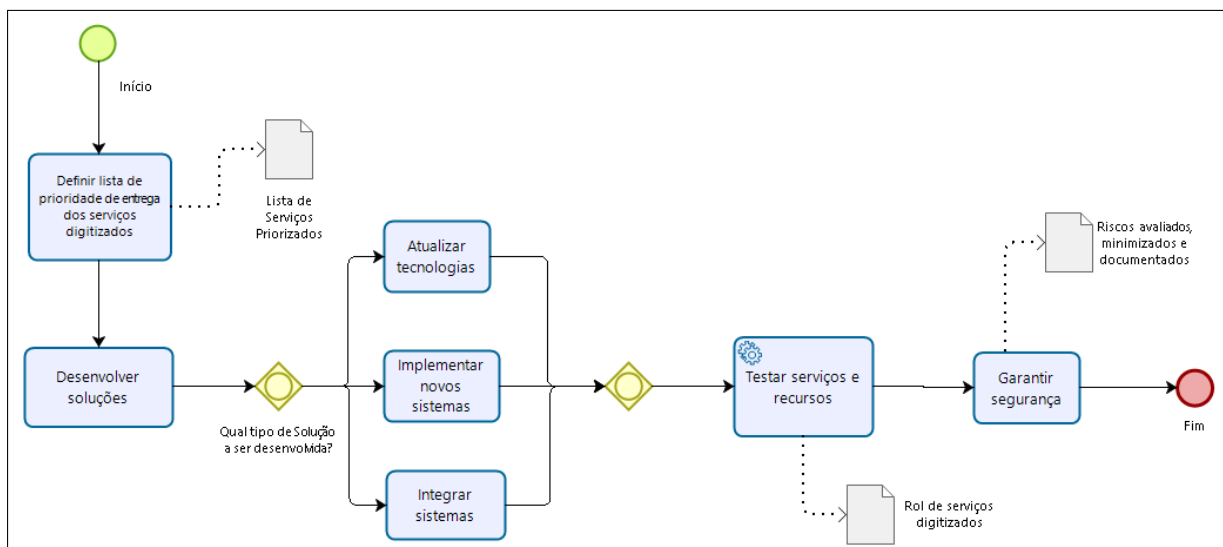 Início
Definir lista de
prioridade de entrega
dos serviços
digitizados
Lista de
Serviços
Priorizados
Desenvolver
soluções
Qual tipo de Solução
a ser desenvolvida?
Atualizar
tecnologias
Implementar
novos
sistemas
Integrar
sistemas
Testar serviços e
recursos
Rol de serviços
digitizados
Garantir
segurança
Riscos avaliados,
minimizados e
documentados
Fim